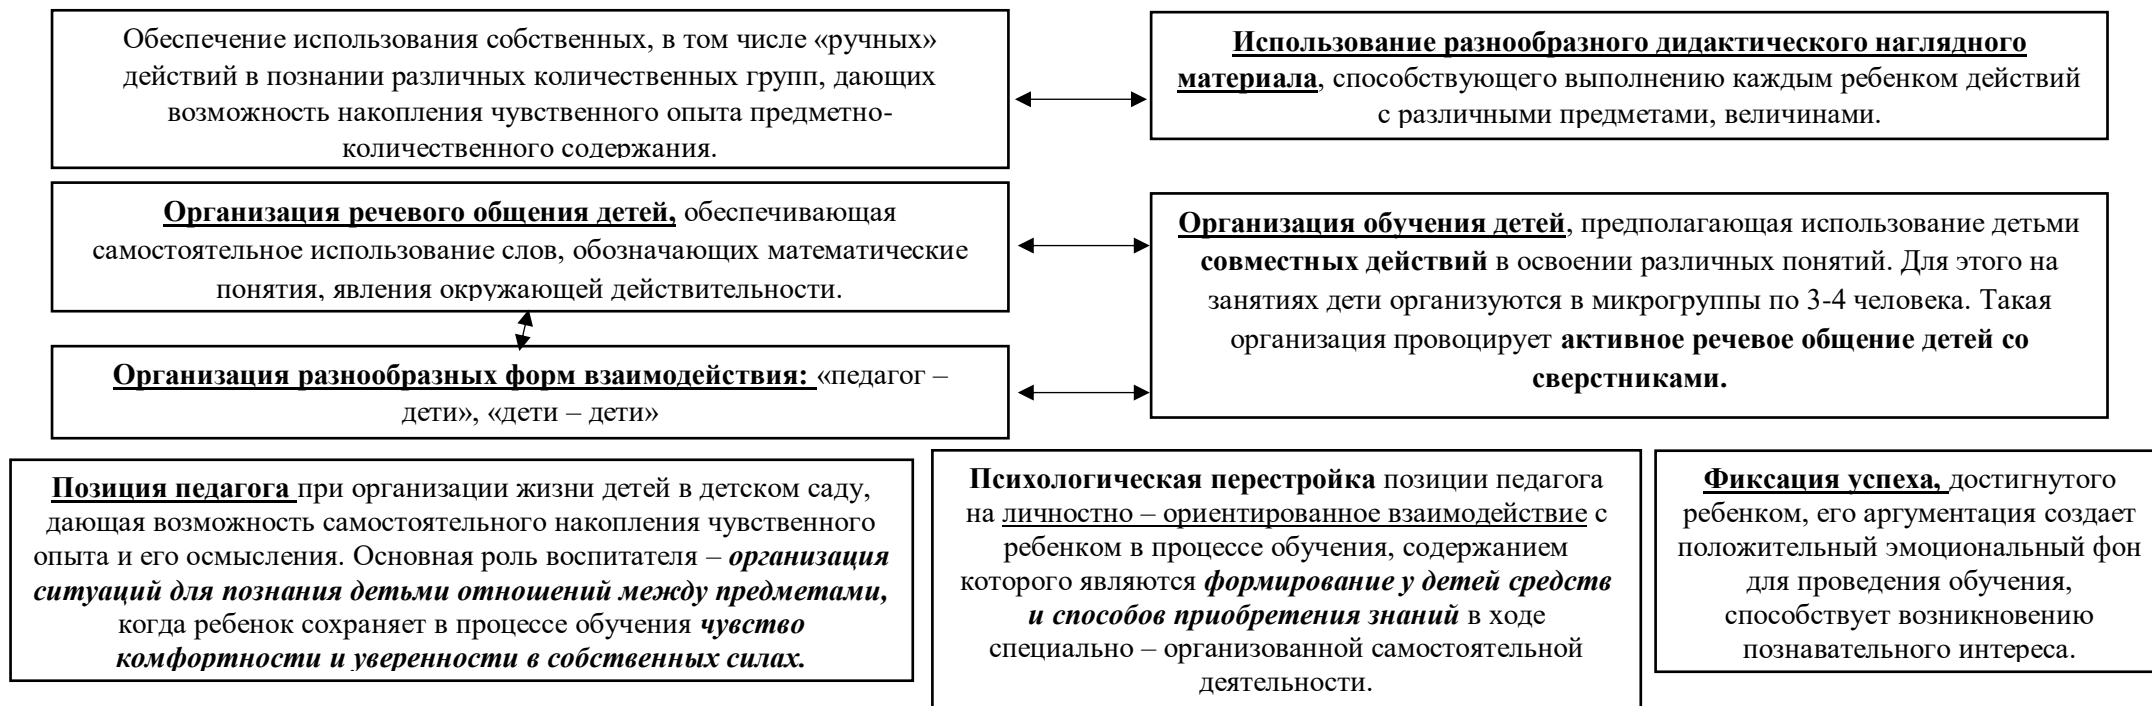 Обеспечение использования собственных, в том числе «ручных»
действий в познании различных количественных групп, дающих
возможность накопления чувственного опыта предметно-
количественного содержания.
Использование разнообразного дидактического наглядного
материала, способствующего выполнению каждым ребенком действий
с различными предметами, величинами.
Организация речевого общения детей, обеспечивающая
самостоятельное использование слов, обозначающих математические
понятия, явления окружающей действительности.
Организация обучения детей, предполагающая использование детьми
совместных действий в освоении различных понятий. Для этого на
занятиях дети организуются в микрогруппы по 3-4 человека. Такая
организация провоцирует активное речевое общение детей со
сверстниками.
Организация разнообразных форм взаимодействия: «педагог –
дети», «дети – дети»
Позиция педагога при организации жизни детей в детском саду,
дающая возможность самостоятельного накопления чувственного
опыта и его осмысления. Основная роль воспитателя – организация
ситуаций для познания детьми отношений между предметами,
когда ребенок сохраняет в процессе обучения чувство
комфортности и уверенности в собственных силах.
Психологическая перестройка позиции педагога
на личностно – ориентированное взаимодействие с
ребенком в процессе обучения, содержанием
которого являются формирование у детей средств
и способов приобретения знаний в ходе
специально – организованной самостоятельной
деятельности.
Фиксация успеха, достигнутого
ребенком, его аргументация создает
положительный эмоциональный фон
для проведения обучения,
способствует возникновению
познавательного интереса.